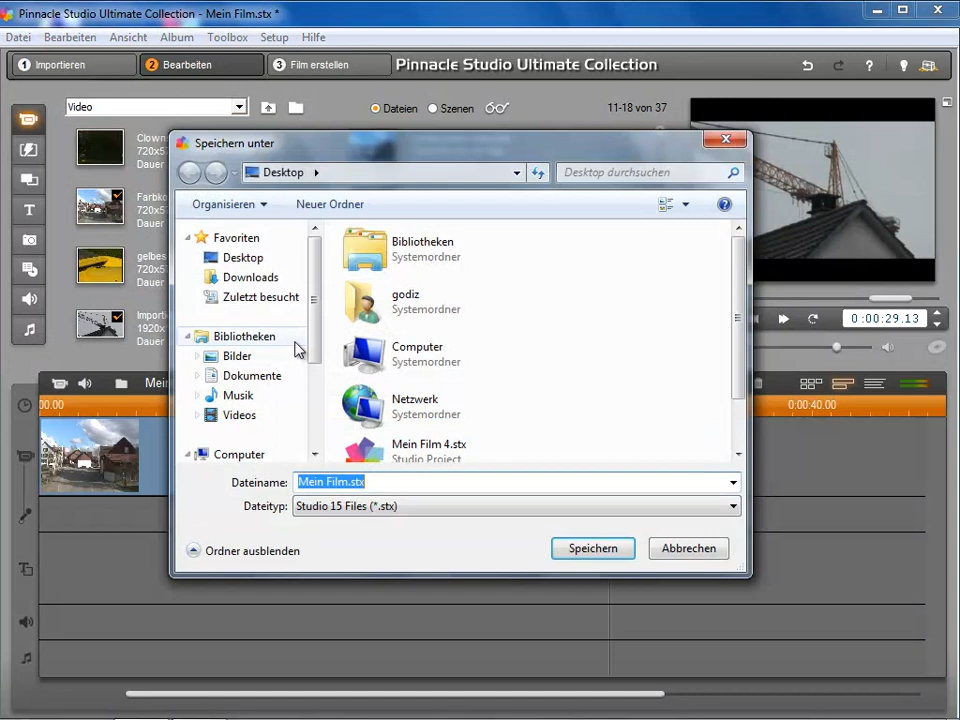 Pinnacle Studio Ultimate Collection - Mein Film.stx *
Datei Bearbeiten Ansicht Album Toolbox Setup Hilfe
1 Importieren 2 Bearbeiten 3 Film erstellen Pinnacle Studio Ultimate Collection
Video Dateien Szenen 11-18 von 37
Clown
720x5
Dauer
Farbko
720x5
Dauer
gelbes
720x5
Dauer
Importi
1920x
Dauer
Speichern unter
Desktop
Desktop durchsuchen
Organisieren Neuer Ordner
Favoriten
Desktop
Downloads
Zuletzt besucht
Bibliotheken
Bilder
Dokumente
Musik
Videos
Computer
Bibliotheken
Systemordner
godiz
Systemordner
Computer
Systemordner
Netzwerk
Systemordner
Mein Film 4.stx
Studio Project
Dateiname: Mein Film.stx
Dateityp: Studio 15 Files (*.stx)
Ordner ausblenden Speichern Abbrechen
0:00:29.13
Mein
00.00 0:00:40.00